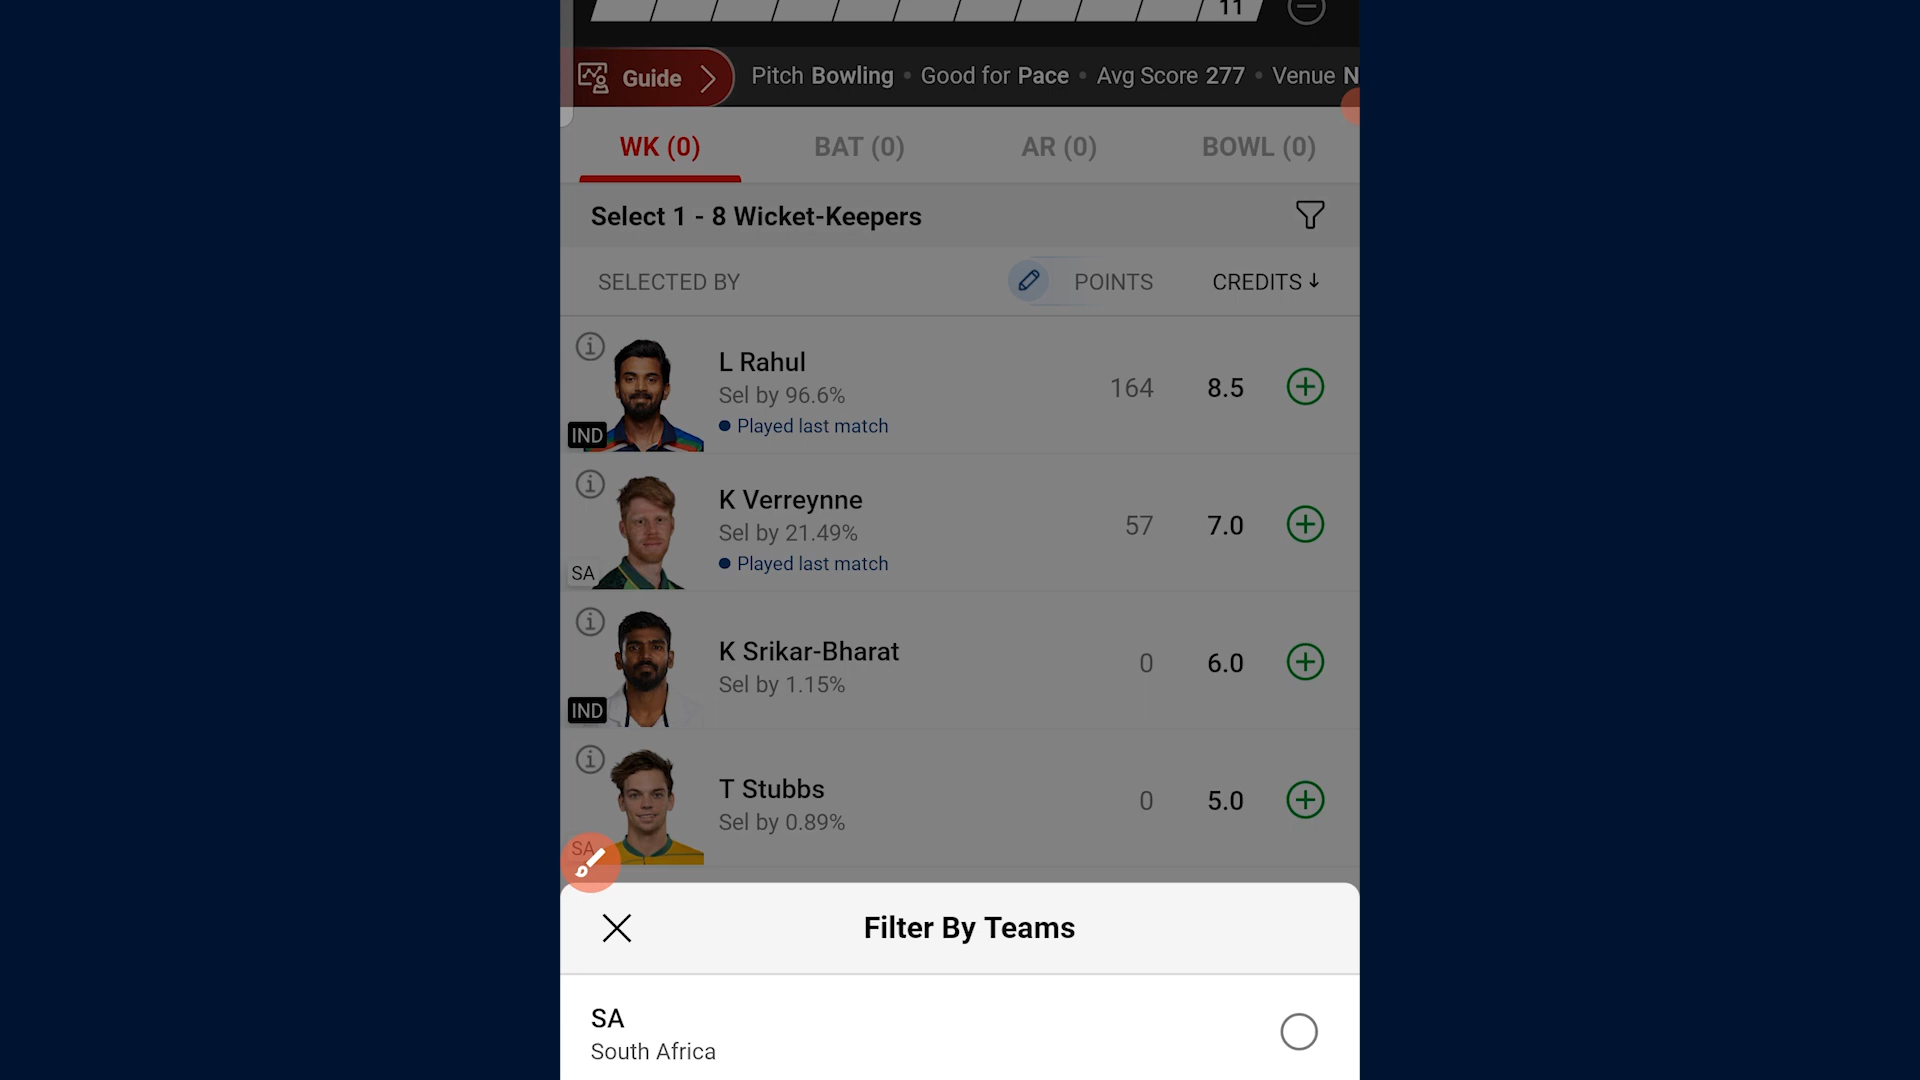 11
Guide
Pitch Bowling • Good for Pace • Avg Score 277 • Venue N
WK (0) BAT (0) AR (0) BOWL (0)
Select 1 - 8 Wicket-Keepers
SELECTED BY POINTS CREDITS↓
L Rahul
Sel by 96.6%
Played last match
IND
164 8.5
K Verreynne
Sel by 21.49%
Played last match
SA
57 7.0
K Srikar-Bharat
Sel by 1.15%
IND
0 6.0
T Stubbs
Sel by 0.89%
SA
0 5.0
Filter By Teams
SA
South Africa